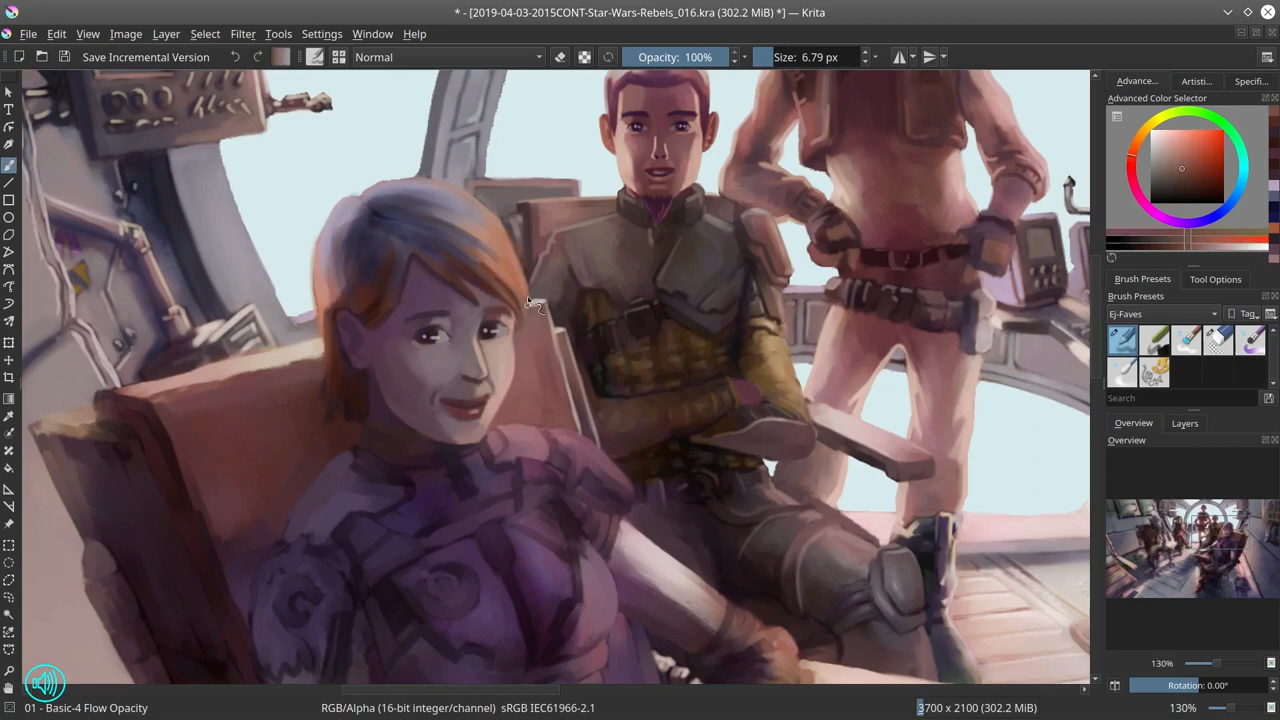 * - [2019-04-03-2015CONT-Star-Wars-Rebels_016.kra (302.2 MiB) *] — Krita
File Edit View Image Layer Select Filter Tools Settings Window Help
Save Incremental Version Normal Opacity: 100% Size: 6.79 px
Advance... Artisti... Specifi...
Advanced Color Selector
Brush Presets Tool Options
Brush Presets
Ej-Faves Tag
Search
Overview Layers
Overview
130%
Rotation: 0.00°
01 - Basic-4 Flow Opacity RGB/Alpha (16-bit integer/channel) sRGB IEC61966-2.1 3700 x 2100 (302.2 MiB) 130%